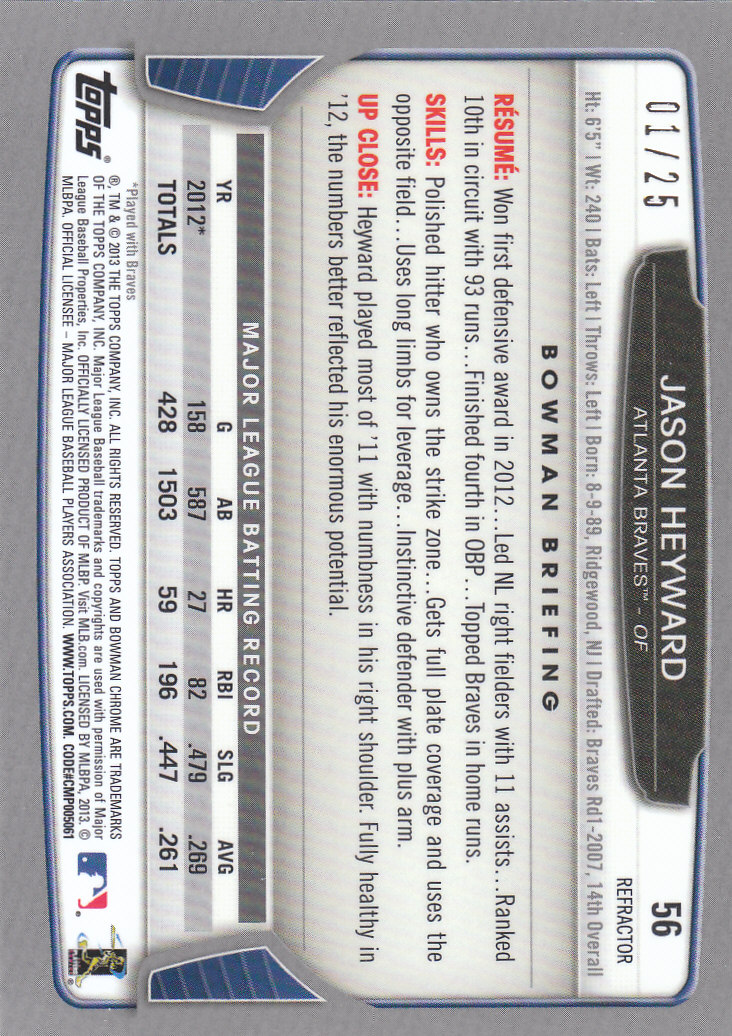 01/25
JASON HEYWARD
ATLANTA BRAVES™ - OF
56
REFRACTOR
Ht: 6'5" | Wt: 240 | Bats: Left | Throws: Left | Born: 8-9-89, Ridgewood, NJ | Drafted: Braves Rd1-2007, 14th Overall
BOWMAN BRIEFING
RÉSUMÉ: Won first defensive award in 2012...Led NL right fielders with 11 assists...Ranked
10th in circuit with 93 runs...Finished fourth in OBP...Topped Braves in home runs.
SKILLS: Polished hitter who owns the strike zone...Gets full plate coverage and uses the
opposite field...Uses long limbs for leverage...Instinctive defender with plus arm.
UP CLOSE: Heyward played most of '11 with numbness in his right shoulder. Fully healthy in
'12, the numbers better reflected his enormous potential.
MAJOR LEAGUE BATTING RECORD
YR G AB HR RBI SLG AVG
2012* 158 587 27 82 .479 .269
TOTALS 428 1503 59 196 .447 .261
*Played with Braves
®, TM & © 2013 THE TOPPS COMPANY, INC. ALL RIGHTS RESERVED. TOPPS AND BOWMAN CHROME ARE TRADEMARKS
OF THE TOPPS COMPANY, INC. Major League Baseball trademarks and copyrights are used with permission of Major
League Baseball Properties, Inc. OFFICIALLY LICENSED PRODUCT OF MLBP. Visit MLB.com. LICENSED BY MLBPA, 2013. ©
MLBPA. OFFICIAL LICENSEE – MAJOR LEAGUE BASEBALL PLAYERS ASSOCIATION. WWW.TOPPS.COM. CODE#CMP005061
topps®